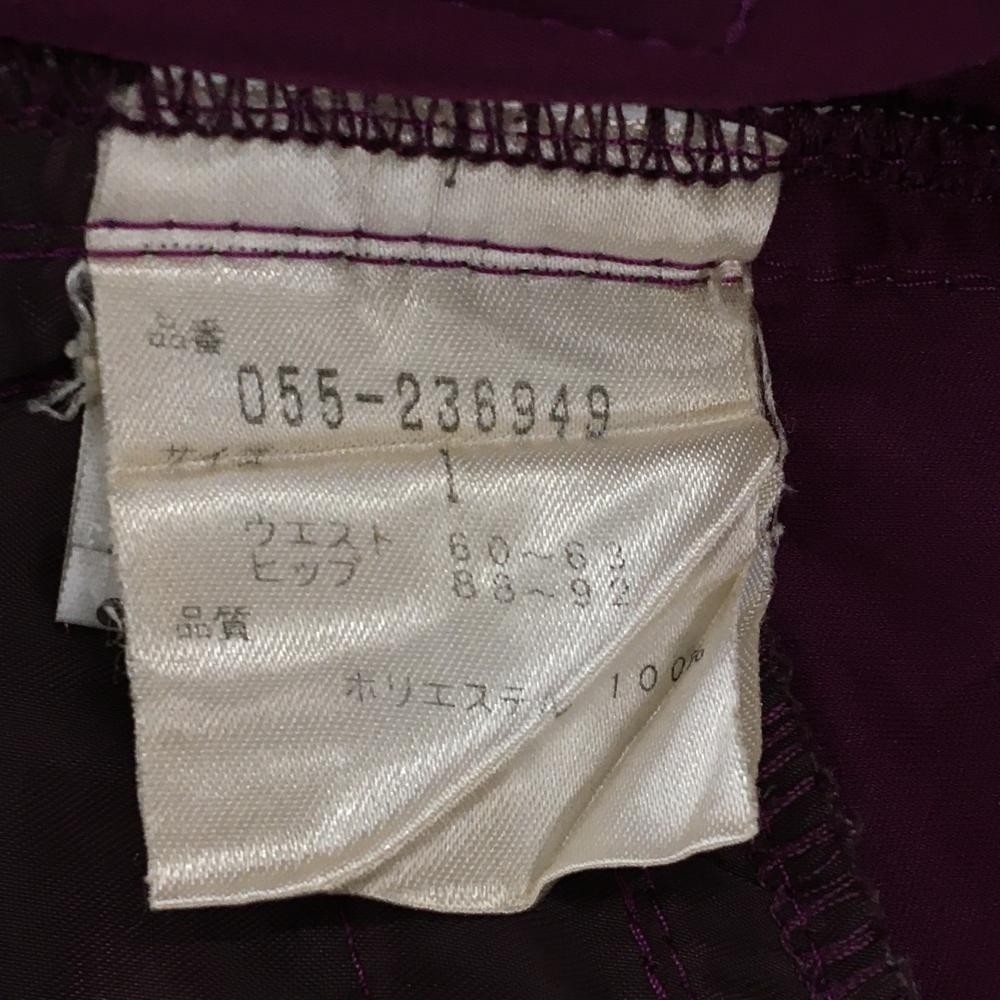 品番
055-236949
サイズ 1
ウエスト 60~63
ヒップ 88~92
品質
ポリエステル 100%